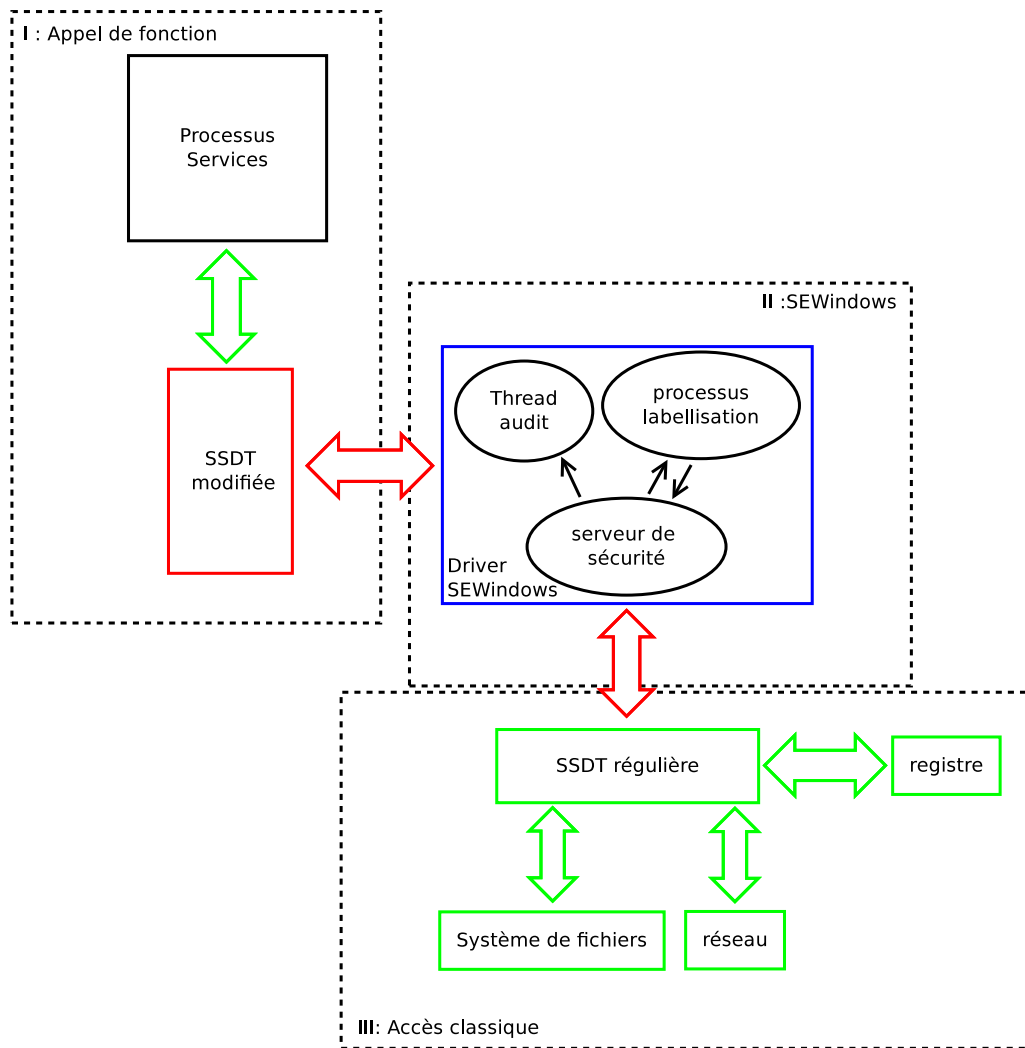 I : Appel de fonction
Processus
Services
SSDT
modifiée
II :SEWindows
Thread
audit
processus
labellisation
serveur de
sécurité
Driver
SEWindows
SSDT régulière
registre
Système de fichiers
réseau
III: Accès classique